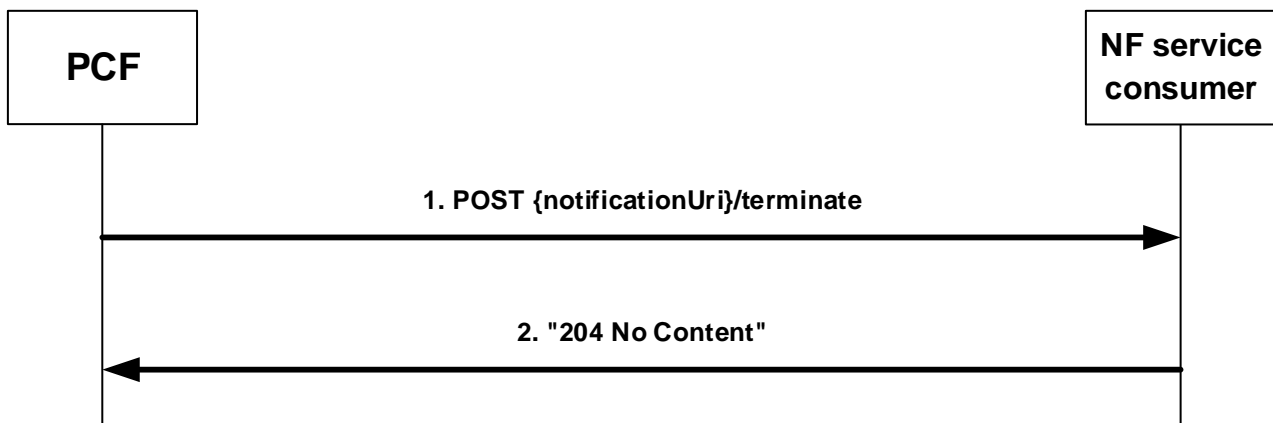 PCF
NF service
consumer
1. POST {notificationUri}/terminate
2. "204 No Content"